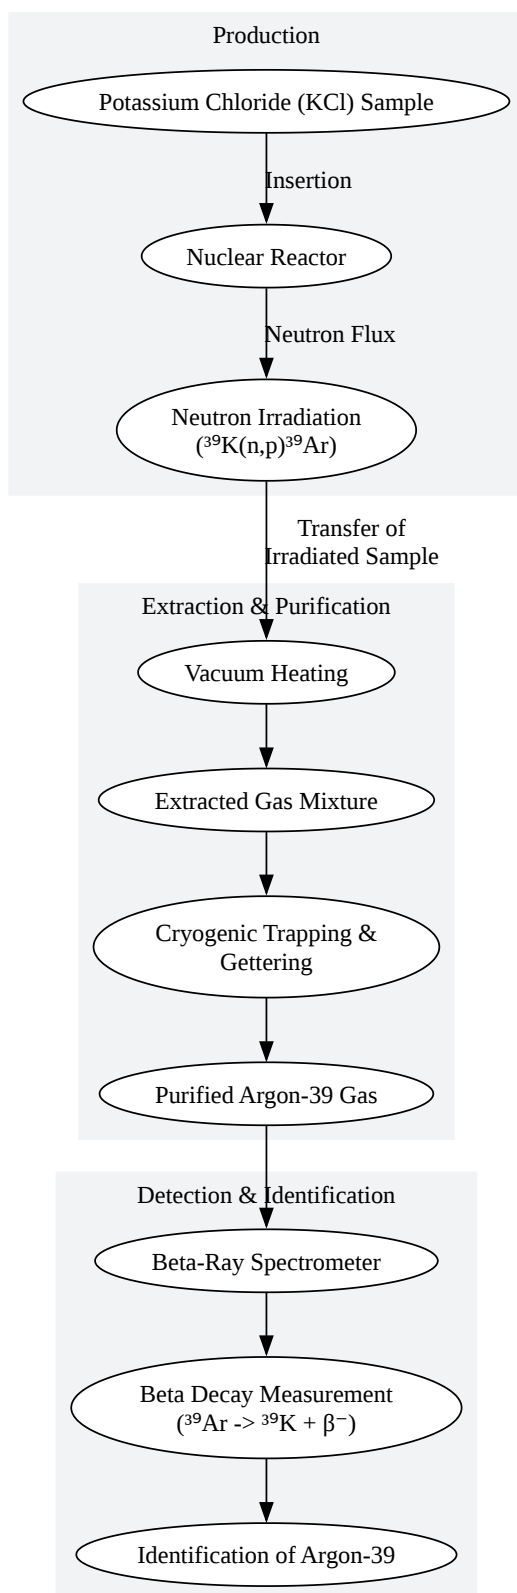 Production
Potassium Chloride (KCl) Sample
Insertion
Nuclear Reactor
Neutron Flux
Neutron Irradiation
(³⁹K(n,p)³⁹Ar)
Transfer of
Irradiated Sample
Extraction & Purification
Vacuum Heating
Extracted Gas Mixture
Cryogenic Trapping &
Gettering
Purified Argon-39 Gas
Detection & Identification
Beta-Ray Spectrometer
Beta Decay Measurement
(³⁹Ar -> ³⁹K + β⁻)
Identification of Argon-39